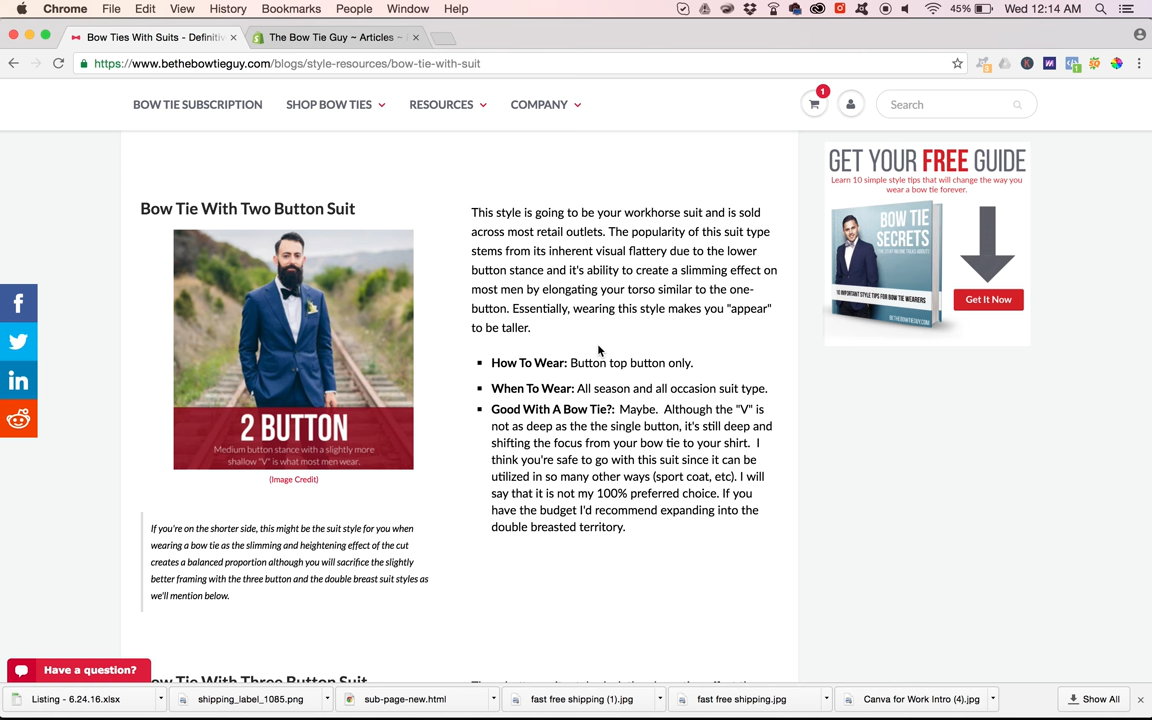 Chrome File Edit View History Bookmarks People Window Help 45% Wed 12:14 AM
Bow Ties With Suits - Definitiv × The Bow Tie Guy ~ Articles ~ ×
https://www.bethebowtieguy.com/blogs/style-resources/bow-tie-with-suit
BOW TIE SUBSCRIPTION SHOP BOW TIES RESOURCES COMPANY 1 Search
Bow Tie With Two Button Suit
2 BUTTON
Medium button stance with a slightly more
shallow "V" is what most men wear.
(Image Credit)
If you're on the shorter side, this might be the suit style for you when
wearing a bow tie as the slimming and heightening effect of the cut
creates a balanced proportion although you will sacrifice the slightly
better framing with the three button and the double breast suit styles as
we'll mention below.
This style is going to be your workhorse suit and is sold
across most retail outlets. The popularity of this suit type
stems from its inherent visual flattery due to the lower
button stance and it's ability to create a slimming effect on
most men by elongating your torso similar to the one-
button. Essentially, wearing this style makes you "appear"
to be taller.
▪ How To Wear: Button top button only.
▪ When To Wear: All season and all occasion suit type.
▪ Good With A Bow Tie?: Maybe. Although the "V" is
not as deep as the the single button, it's still deep and
shifting the focus from your bow tie to your shirt. I
think you're safe to go with this suit since it can be
utilized in so many other ways (sport coat, etc). I will
say that it is not my 100% preferred choice. If you
have the budget I'd recommend expanding into the
double breasted territory.
GET YOUR FREE GUIDE
Learn 10 simple style tips that will change the way you
wear a bow tie forever.
BOW TIE
SECRETS
10 IMPORTANT STYLE TIPS FOR BOW TIE WEARERS
BETHEBOWTIEGUY.COM
Get It Now
f
in
Have a question?
Bow Tie With Three Button Suit
Listing - 6.24.16.xlsx shipping_label_1085.png sub-page-new.html fast free shipping (1).jpg fast free shipping.jpg Canva for Work Intro (4).jpg Show All ×